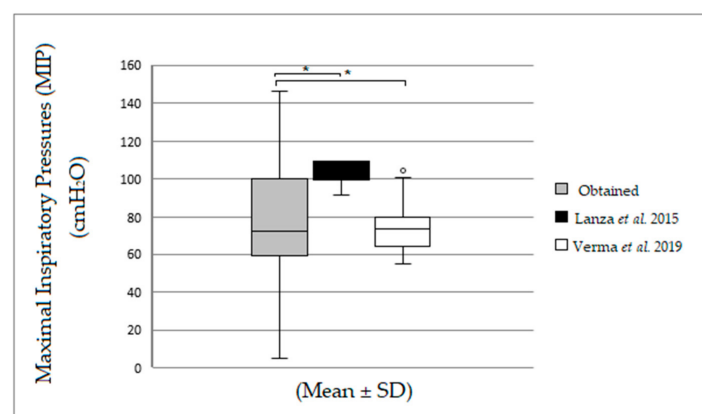 Maximal Inspiratory Pressures (MIP)
(cmH₂O)
160
140
120
100
80
60
40
20
0
*
*
Obtained
Lanza et al. 2015
Verma et al. 2019
(Mean ± SD)